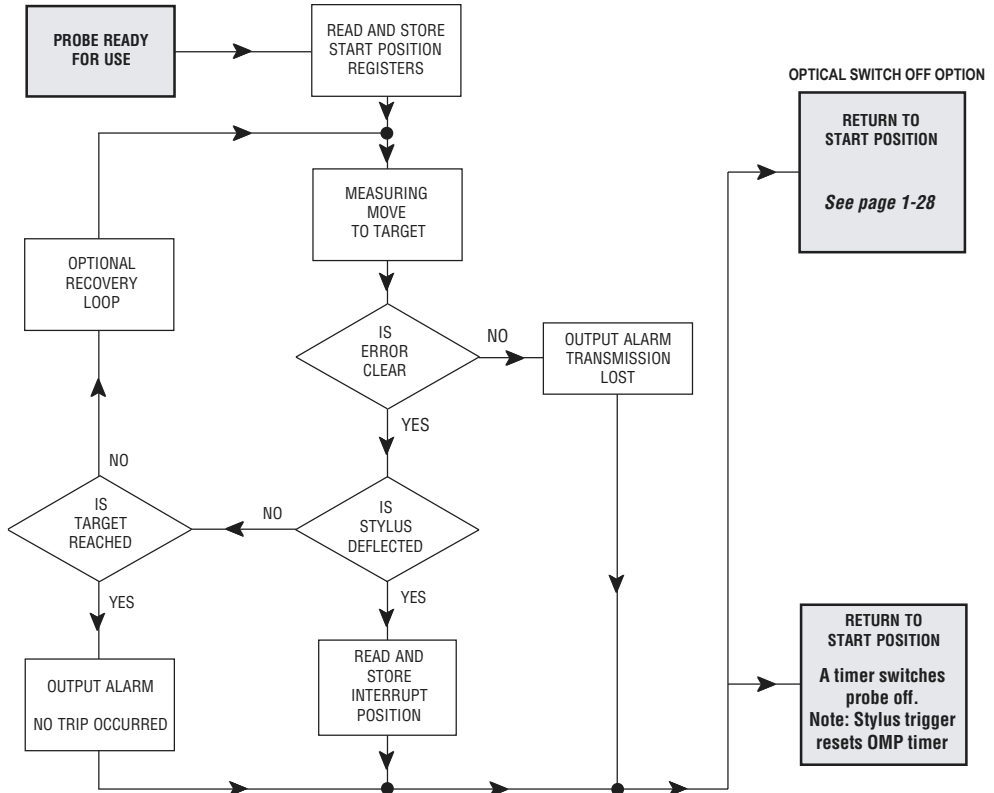 PROBE READY
FOR USE
READ AND STORE
START POSITION
REGISTERS
OPTICAL SWITCH OFF OPTION
RETURN TO
START POSITION
See page 1-28
MEASURING
MOVE
TO TARGET
OPTIONAL
RECOVERY
LOOP
IS
ERROR
CLEAR
NO
OUTPUT ALARM
TRANSMISSION
LOST
YES
NO
IS
TARGET
REACHED
NO
IS
STYLUS
DEFLECTED
YES
YES
OUTPUT ALARM
NO TRIP OCCURRED
READ AND
STORE
INTERRUPT
POSITION
RETURN TO
START POSITION
A timer switches
probe off.
Note: Stylus trigger
resets OMP timer